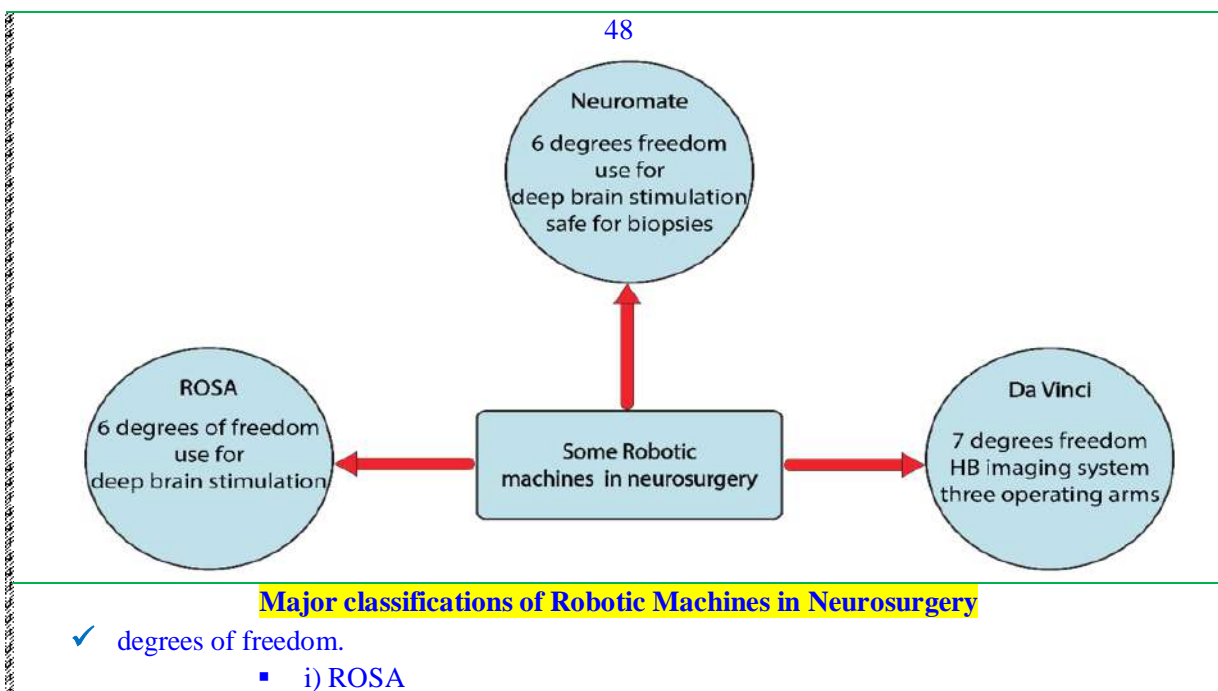 48
Neuromate
6 degrees freedom
use for
deep brain stimulation
safe for biopsies
ROSA
6 degrees of freedom
use for
deep brain stimulation
Some Robotic
machines in neurosurgery
Da Vinci
7 degrees freedom
HB imaging system
three operating arms
Major classifications of Robotic Machines in Neurosurgery
✓ degrees of freedom.
▪ i) ROSA